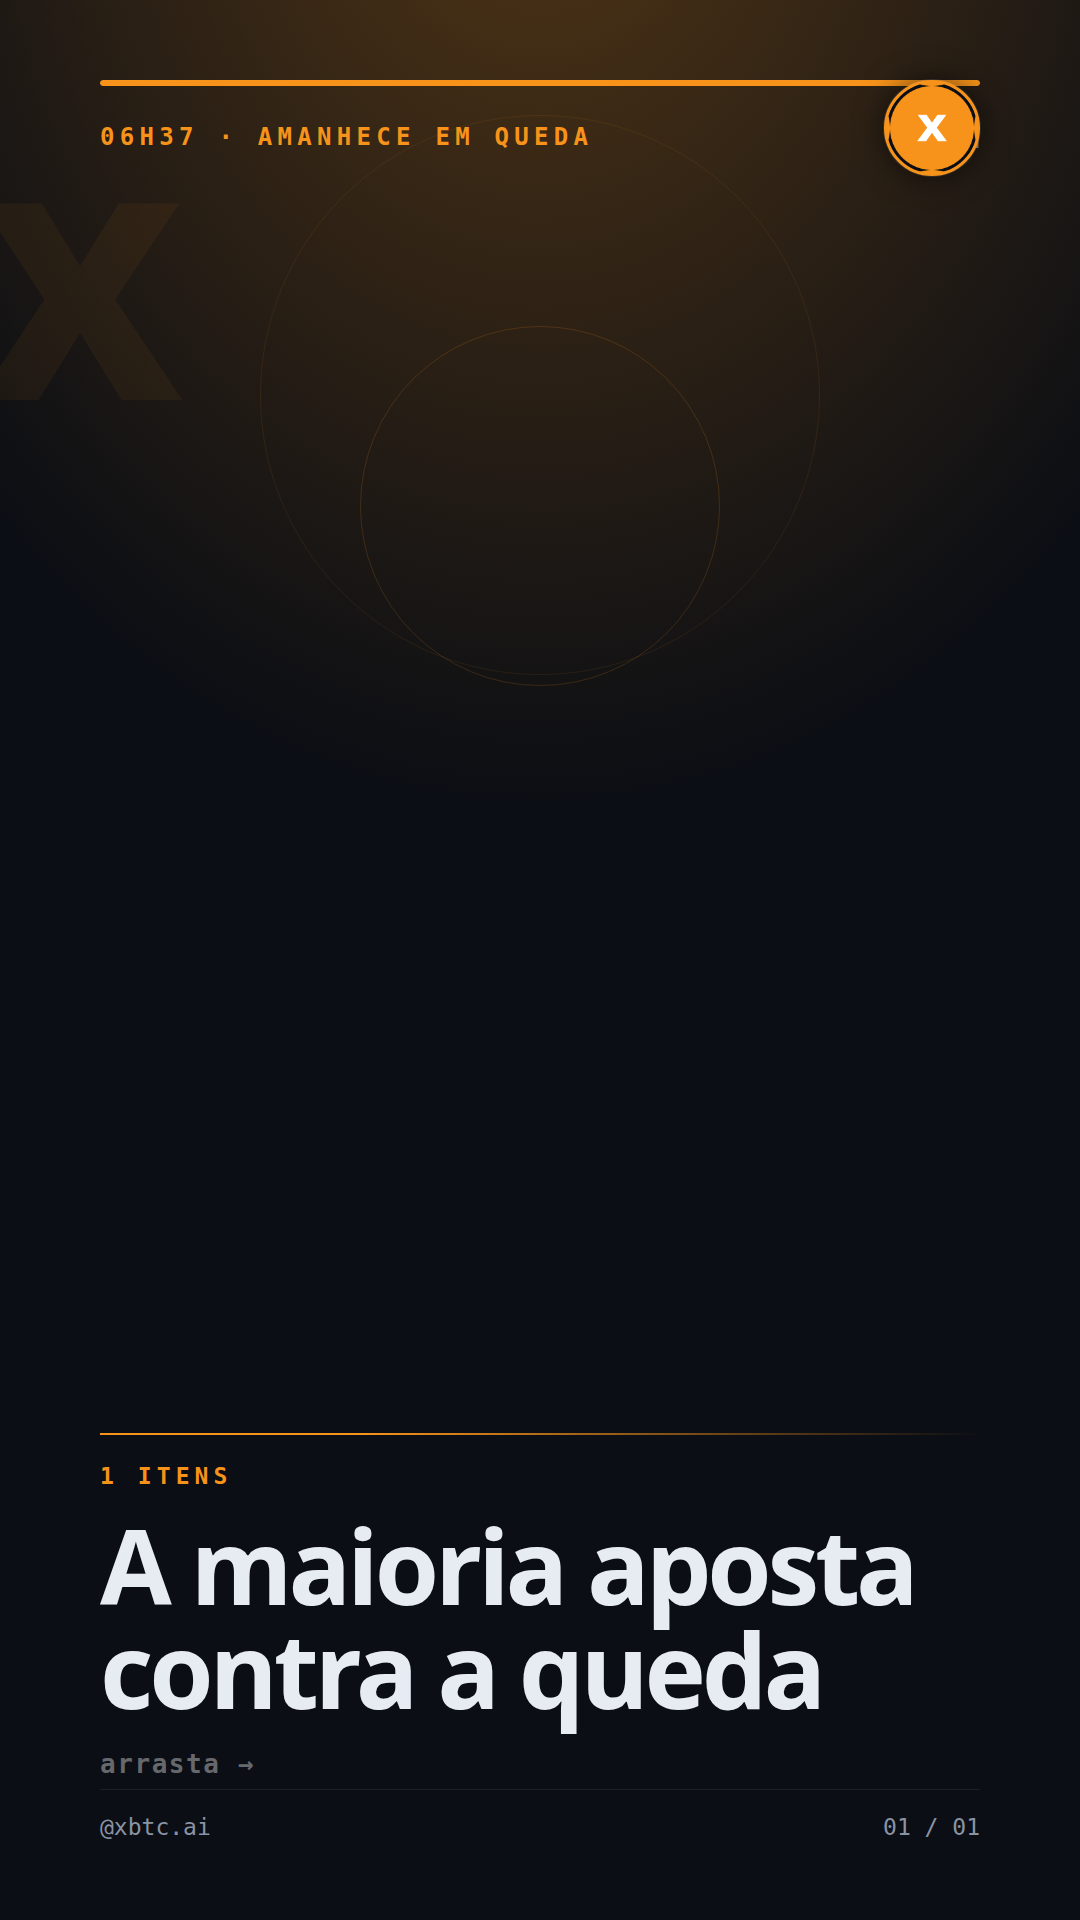 06H37 · AMANHECE EM QUEDA
X
X
1 ITENS
A maioria aposta
contra a queda
arrasta →
@xbtc.ai
01 / 01